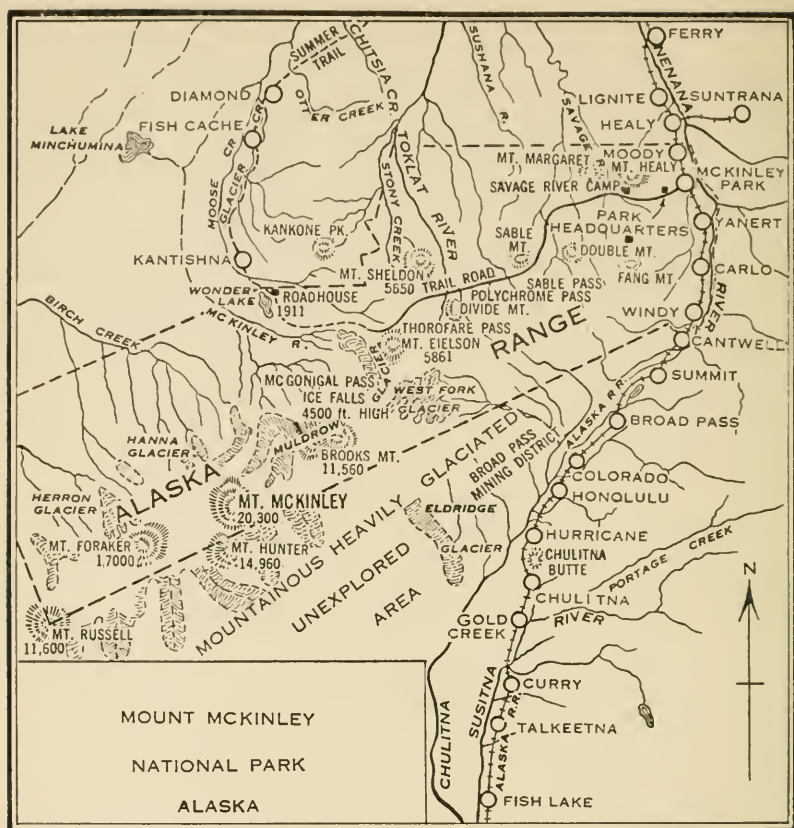 FERRY
SUMMER
TRAIL
CHITSIA CR.
SUSHANA R.
NENANA
DIAMOND
OTTER CREEK
SAVAGE R.
LIGNITE
SUNTRANA
LAKE
MINCHUMINA
FISH CACHE
HEALY
MOOSE CR
GLACIER CR
TOKLAT
RIVER
STONY CREEK
MT. MARGARET
MOODY
MT. HEALY
SAVAGE RIVER CAMP
MCKINLEY
PARK
PARK
HEADQUARTERS
KANKONE PK.
SABLE
MT.
YANERT
DOUBLE MT.
KANTISHNA
MT. SHELDON
5650
TRAIL ROAD
SABLE PASS
FANG MT.
CARLO
WONDER
LAKE
ROADHOUSE
1911
POLYCHROME PASS
DIVIDE MT.
WINDY
RIVER
BIRCH CREEK
MCKINLEY R.
THOROFARE PASS
MT. EIELSON
5861
RANGE
CANTWELL
GLACIER
SUMMIT
MCGONIGAL PASS
ICE FALLS
4500 ft. HIGH
WEST FORK
GLACIER
ALASKA R.R.
BROAD PASS
HANNA
GLACIER
MULDROW
BROOKS MT.
11,560
BROAD PASS
MINING DISTRICT
COLORADO
HONOLULU
HERRON
GLACIER
ALASKA
MT. MCKINLEY
20,300
ELDRIDGE
GLACIER
HURRICANE
MT. FORAKER
1,7000
MT. HUNTER
14,960
MOUNTAINOUS HEAVILY GLACIATED
UNEXPLORED
AREA
CHULITNA
BUTTE
PORTAGE CREEK
CHULITNA
N
MT. RUSSELL
11,600
GOLD
CREEK
RIVER
CURRY
CHULITNA
SUSITNA
ALASKA R.R.
TALKEETNA
FISH LAKE
MOUNT MCKINLEY
NATIONAL PARK
ALASKA